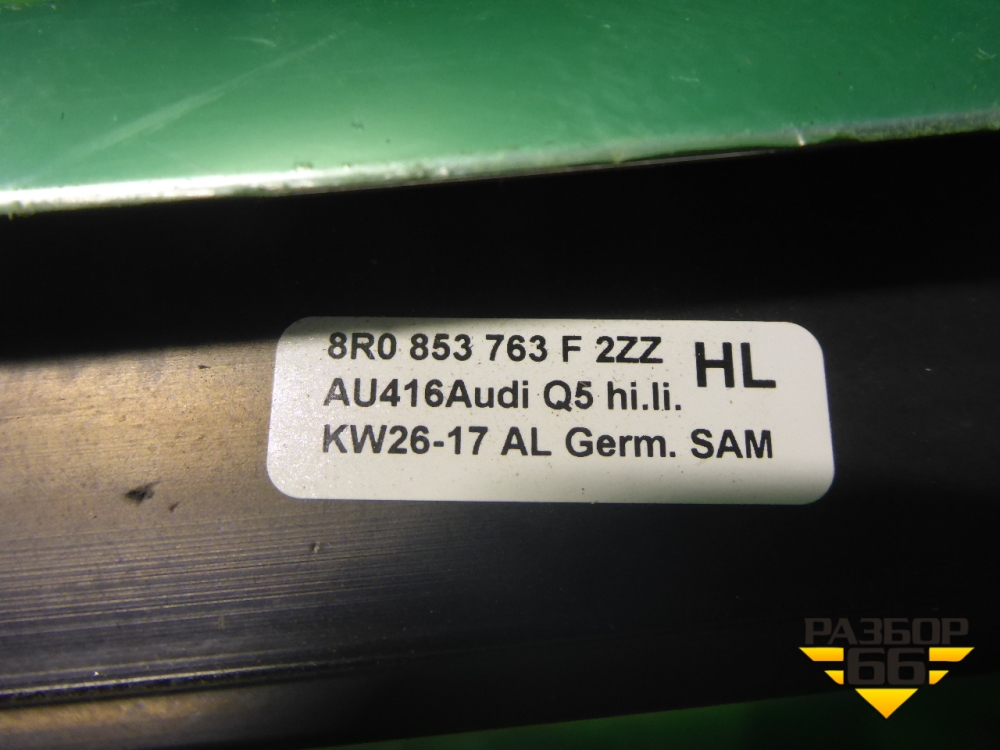 8R0 853 763 F 2ZZ HL
AU416Audi Q5 hi.li.
KW26-17 AL Germ. SAM
РАЗБОР
66